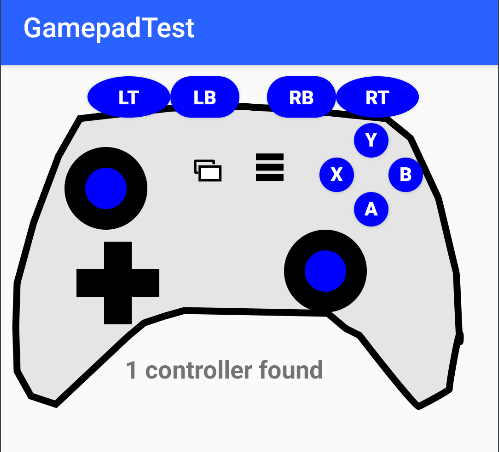 GamepadTest
LT LB RB RT
Y
X B
A
1 controller found